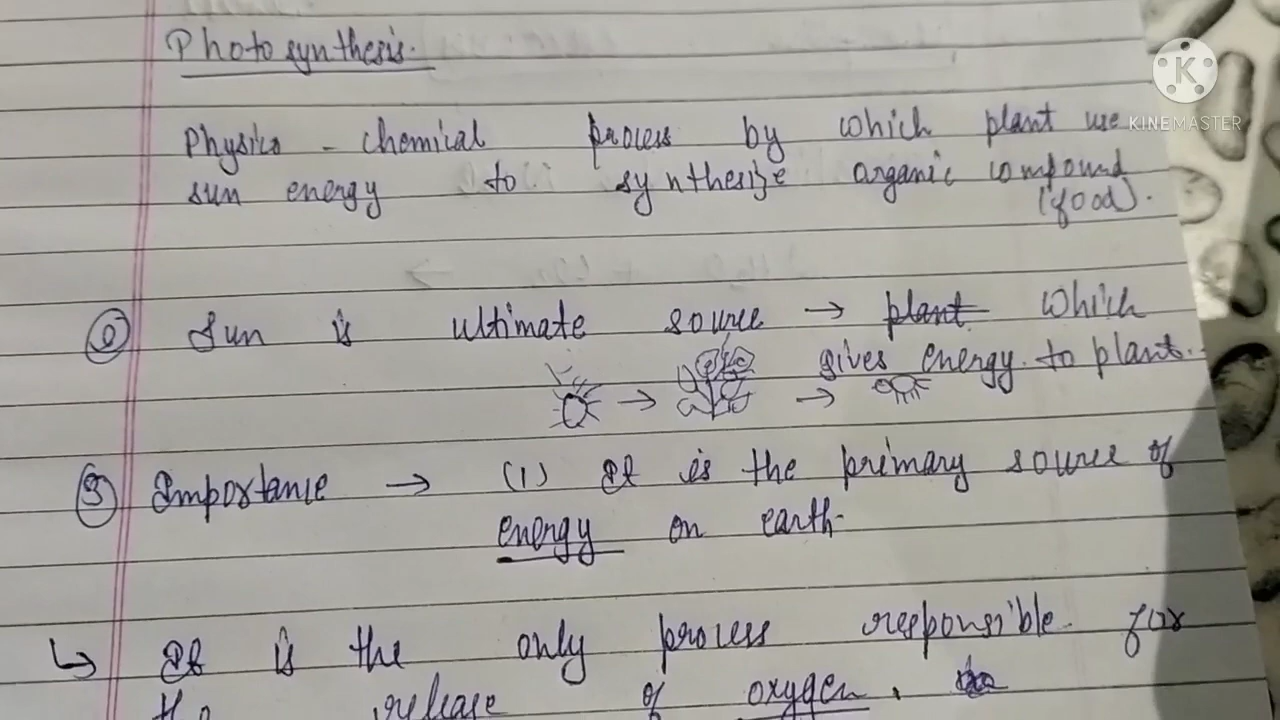 Photosynthesis.
KINEMASTER
Physico - chemical process by which plant use
sun energy to synthesize organic compound
(food).
Sun is ultimate source → plant which
gives energy to plant.
③ Importance → (1) It is the primary source of
energy on earth.
↳ It is the only process responsible for
the release of oxygen.